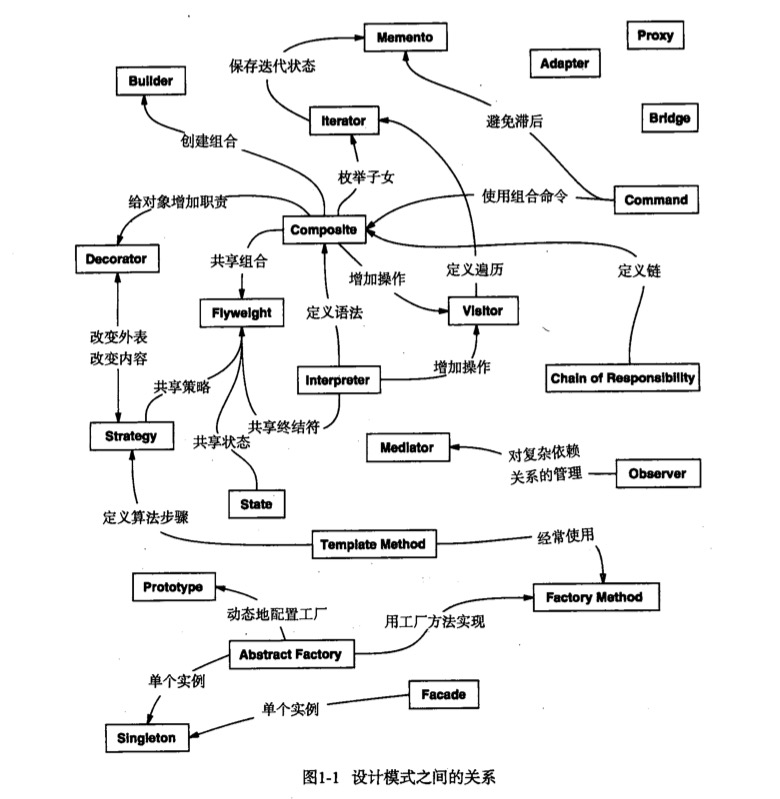 Memento
Proxy
保存迭代状态
Adapter
Builder
Iterator
避免滞后
Bridge
创建组合
枚举子女
给对象增加职责
使用组合命令
Command
Composite
Decorator
共享组合
增加操作
定义遍历
定义链
Flyweight
定义语法
Visitor
改变外表
改变内容
共享策略
Interpreter
增加操作
Chain of Responsibility
Strategy
共享状态
共享终结符
Mediator
对复杂依赖
关系的管理
Observer
State
定义算法步骤
Template Method
经常使用
Prototype
动态地配置工厂
用工厂方法实现
Factory Method
Abstract Factory
单个实例
Facade
单个实例
Singleton
图1-1 设计模式之间的关系